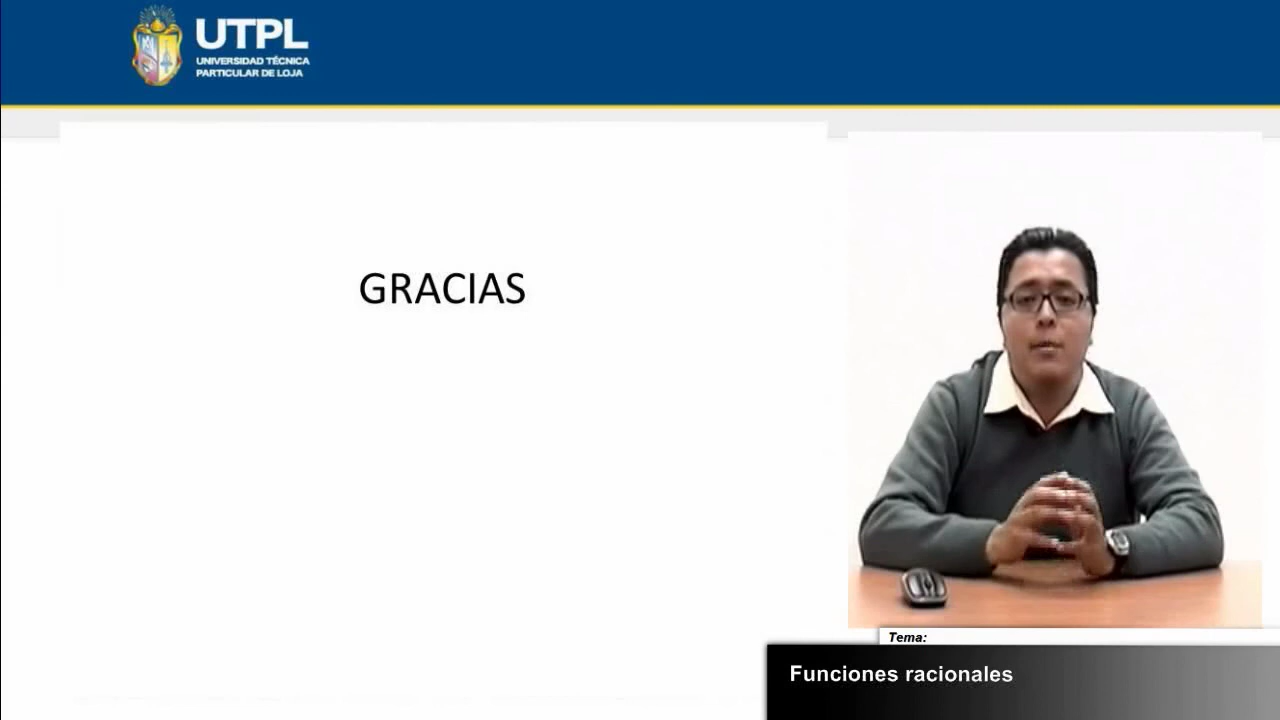 UTPL
UNIVERSIDAD TÉCNICA
PARTICULAR DE LOJA
GRACIAS
Tema:
Funciones racionales